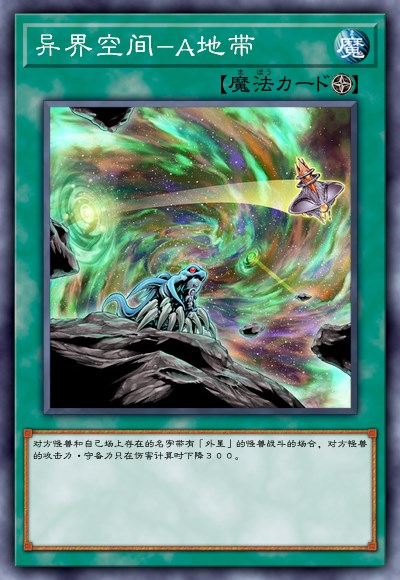 异界空间-A地带
魔
【魔法カード】
まほう
对方怪兽和自己场上存在的名字带有「外星」的怪兽战斗的场合，对方怪兽
的攻击力·守备力只在伤害计算时下降３００。